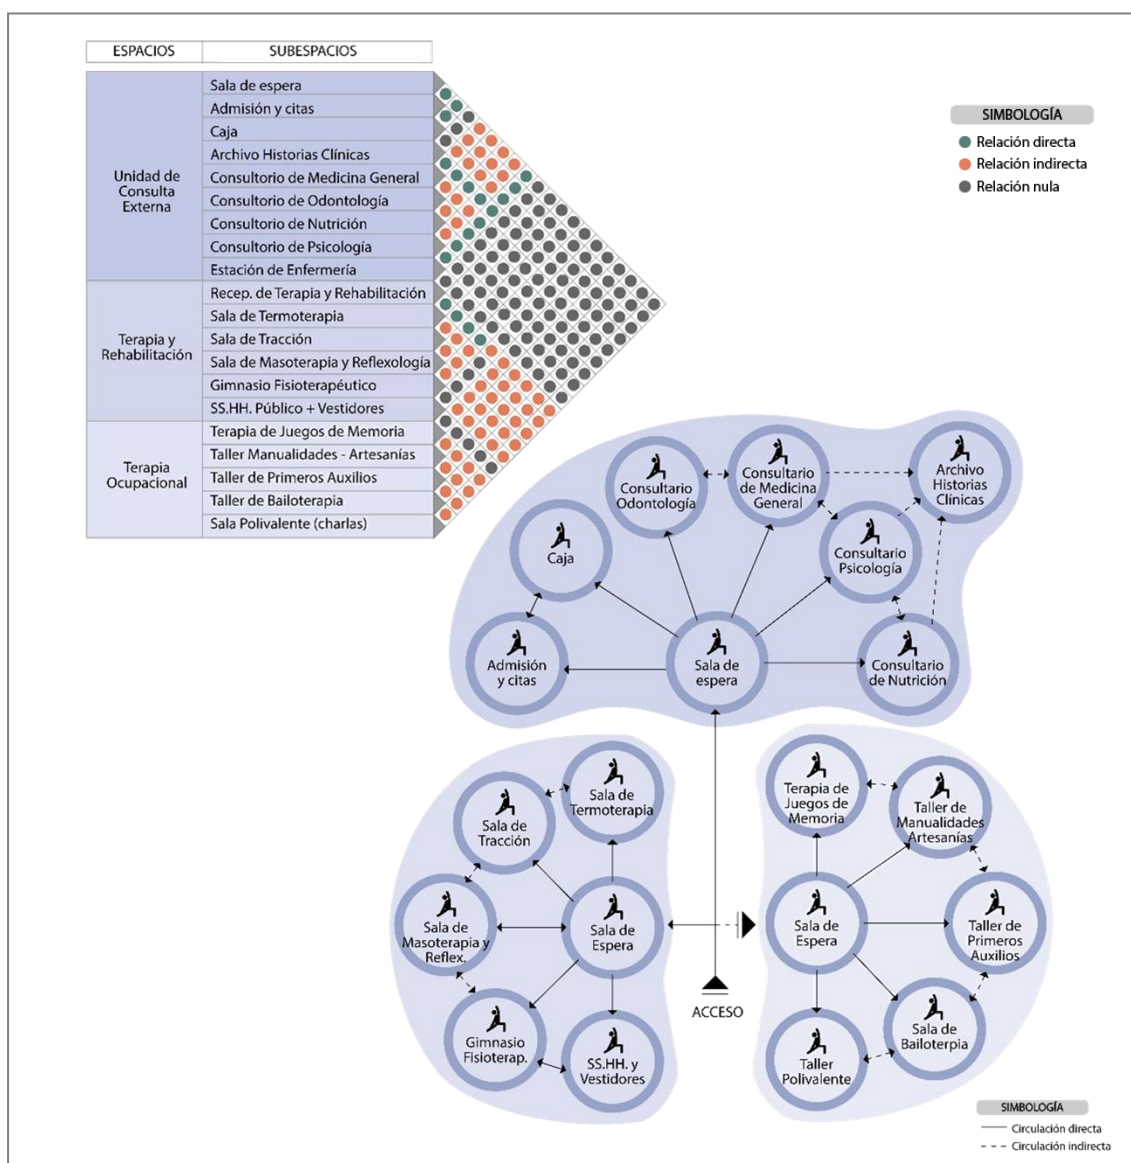 ESPACIOS
SUBESPACIOS
Unidad de
Consulta
Externa
Sala de espera
Admisión y citas
Caja
Archivo Historias Clínicas
Consultorio de Medicina General
Consultorio de Odontología
Consultorio de Nutrición
Consultorio de Psicología
Estación de Enfermería
Terapia y
Rehabilitación
Recep. de Terapia y Rehabilitación
Sala de Termoterapia
Sala de Tracción
Sala de Masoterapia y Reflexología
Gimnasio Fisioterapéutico
SS.HH. Público + Vestidores
Terapia
Ocupacional
Terapia de Juegos de Memoria
Taller Manualidades - Artesanías
Taller de Primeros Auxilios
Taller de Bailoterapia
Sala Polivalente (charlas)
SIMBOLOGÍA
Relación directa
Relación indirecta
Relación nula
Consultario
Odontología
Consultario
de Medicina
General
Archivo
Historias
Clínicas
Caja
Consultario
Psicología
Admisión
y citas
Sala de
espera
Consultario
de Nutrición
Sala de
Termoterapia
Sala de
Tracción
Sala de
Masoterapia y
Reflex.
Sala de
Espera
Gimnasio
Fisioterap.
SS.HH. y
Vestidores
ACCESO
Terapia de
Juegos de
Memoria
Taller de
Manualidades
Artesanías
Sala de
Espera
Taller de
Primeros
Auxilios
Sala de
Bailoterpia
Taller
Polivalente
SIMBOLOGÍA
Circulación directa
Circulación indirecta